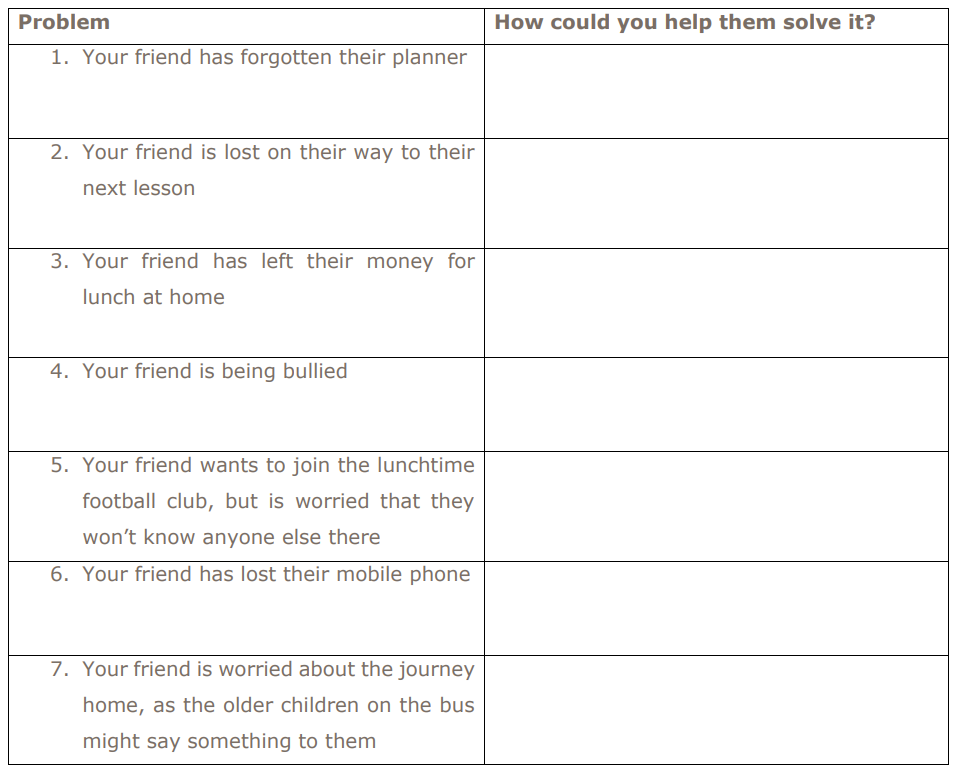 Problem
How could you help them solve it?
1. Your friend has forgotten their planner
2. Your friend is lost on their way to their
next lesson
3. Your friend has left their money for
lunch at home
4. Your friend is being bullied
5. Your friend wants to join the lunchtime
football club, but is worried that they
won’t know anyone else there
6. Your friend has lost their mobile phone
7. Your friend is worried about the journey
home, as the older children on the bus
might say something to them